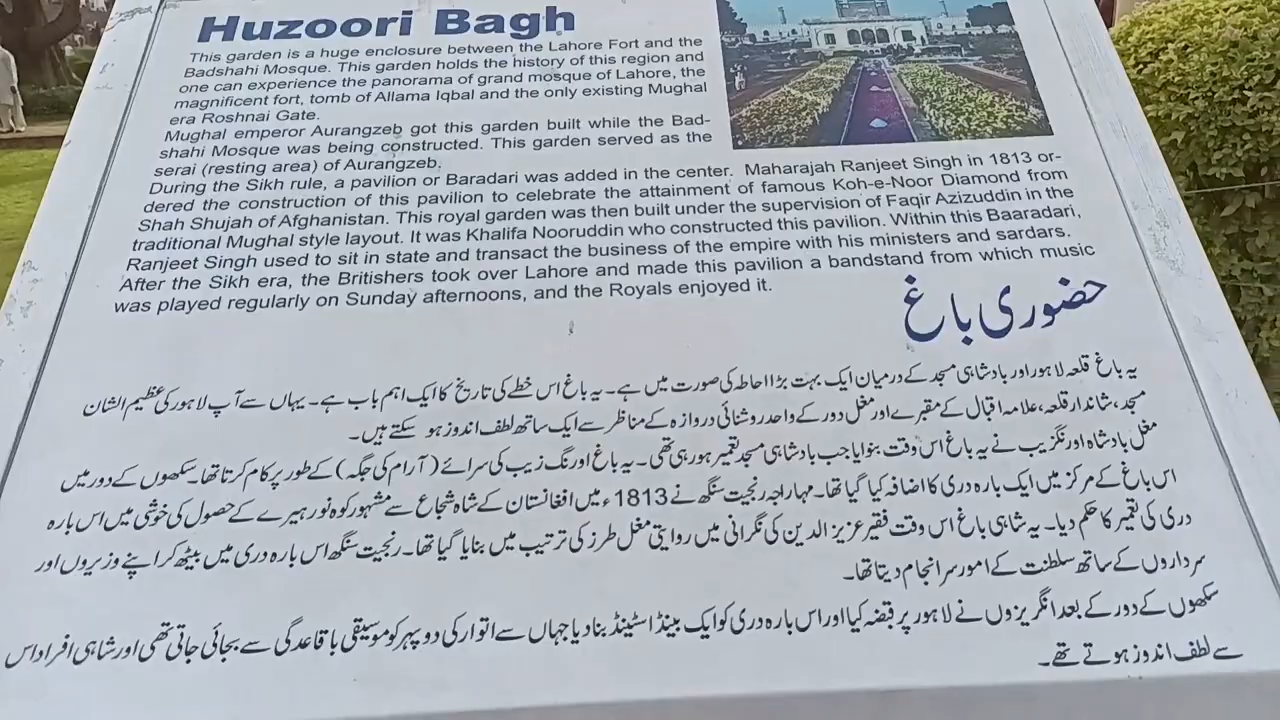 Huzoori Bagh
This garden is a huge enclosure between the Lahore Fort and the
Badshahi Mosque. This garden holds the history of this region and
one can experience the panorama of grand mosque of Lahore, the
magnificent fort, tomb of Allama Iqbal and the only existing Mughal
era Roshnai Gate.
Mughal emperor Aurangzeb got this garden built while the Bad-
shahi Mosque was being constructed. This garden served as the
serai (resting area) of Aurangzeb.
During the Sikh rule, a pavilion or Baradari was added in the center. Maharajah Ranjeet Singh in 1813 or-
dered the construction of this pavilion to celebrate the attainment of famous Koh-e-Noor Diamond from
Shah Shujah of Afghanistan. This royal garden was then built under the supervision of Faqir Azizuddin in the
traditional Mughal style layout. It was Khalifa Nooruddin who constructed this pavilion. Within this Baaradari,
Ranjeet Singh used to sit in state and transact the business of the empire with his ministers and sardars.
After the Sikh era, the Britishers took over Lahore and made this pavilion a bandstand from which music
was played regularly on Sunday afternoons, and the Royals enjoyed it.
حضوری باغ
یہ باغ قلعہ لاہور اور بادشاہی مسجد کے درمیان ایک بہت بڑا احاطہ کی صورت میں ہے۔ یہ باغ اس خطے کی تاریخ کا ایک اہم باب ہے۔ یہاں سے آپ لاہور کی عظیم الشان
مسجد، شاندار قلعہ، علامہ اقبال کے مقبرے اور مغل دور کے واحد روشنائی دروازہ کے مناظر سے ایک ساتھ لطف اندوز ہو سکتے ہیں۔
مغل بادشاہ اورنگزیب نے یہ باغ اس وقت بنوایا جب بادشاہی مسجد تعمیر ہو رہی تھی۔ یہ باغ اورنگ زیب کی سرائے (آرام کی جگہ) کے طور پر کام کرتا تھا۔ سکھوں کے دور میں
اس باغ کے مرکز میں ایک بارہ دری کا اضافہ کیا گیا تھا۔ مہاراجہ رنجیت سنگھ نے 1813ء میں افغانستان کے شاہ شجاع سے مشہور کوہ نور ہیرے کے حصول کی خوشی میں اس بارہ
دری کی تعمیر کا حکم دیا۔ یہ شاہی باغ اس وقت فقیر عزیز الدین کی نگرانی میں روایتی مغل طرز کی ترتیب میں بنایا گیا تھا۔ رنجیت سنگھ اس بارہ دری میں بیٹھ کر اپنے وزیروں اور
سرداروں کے ساتھ سلطنت کے امور سرانجام دیتا تھا۔
سکھوں کے دور کے بعد انگریزوں نے لاہور پر قبضہ کیا اور اس بارہ دری کو ایک بینڈ اسٹینڈ بنا دیا جہاں سے اتوار کی دوپہر کو موسیقی باقاعدگی سے بجائی جاتی تھی اور شاہی افراد اس
سے لطف اندوز ہوتے تھے۔